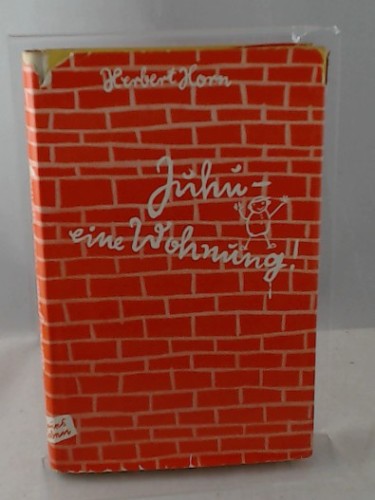 Herbert Horn
Juhu –
eine Wohnung!